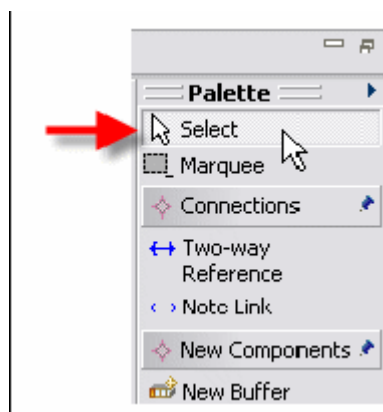 Palette
Select
Marquee
Connections
Two-way
Reference
Note Link
New Components
New Buffer